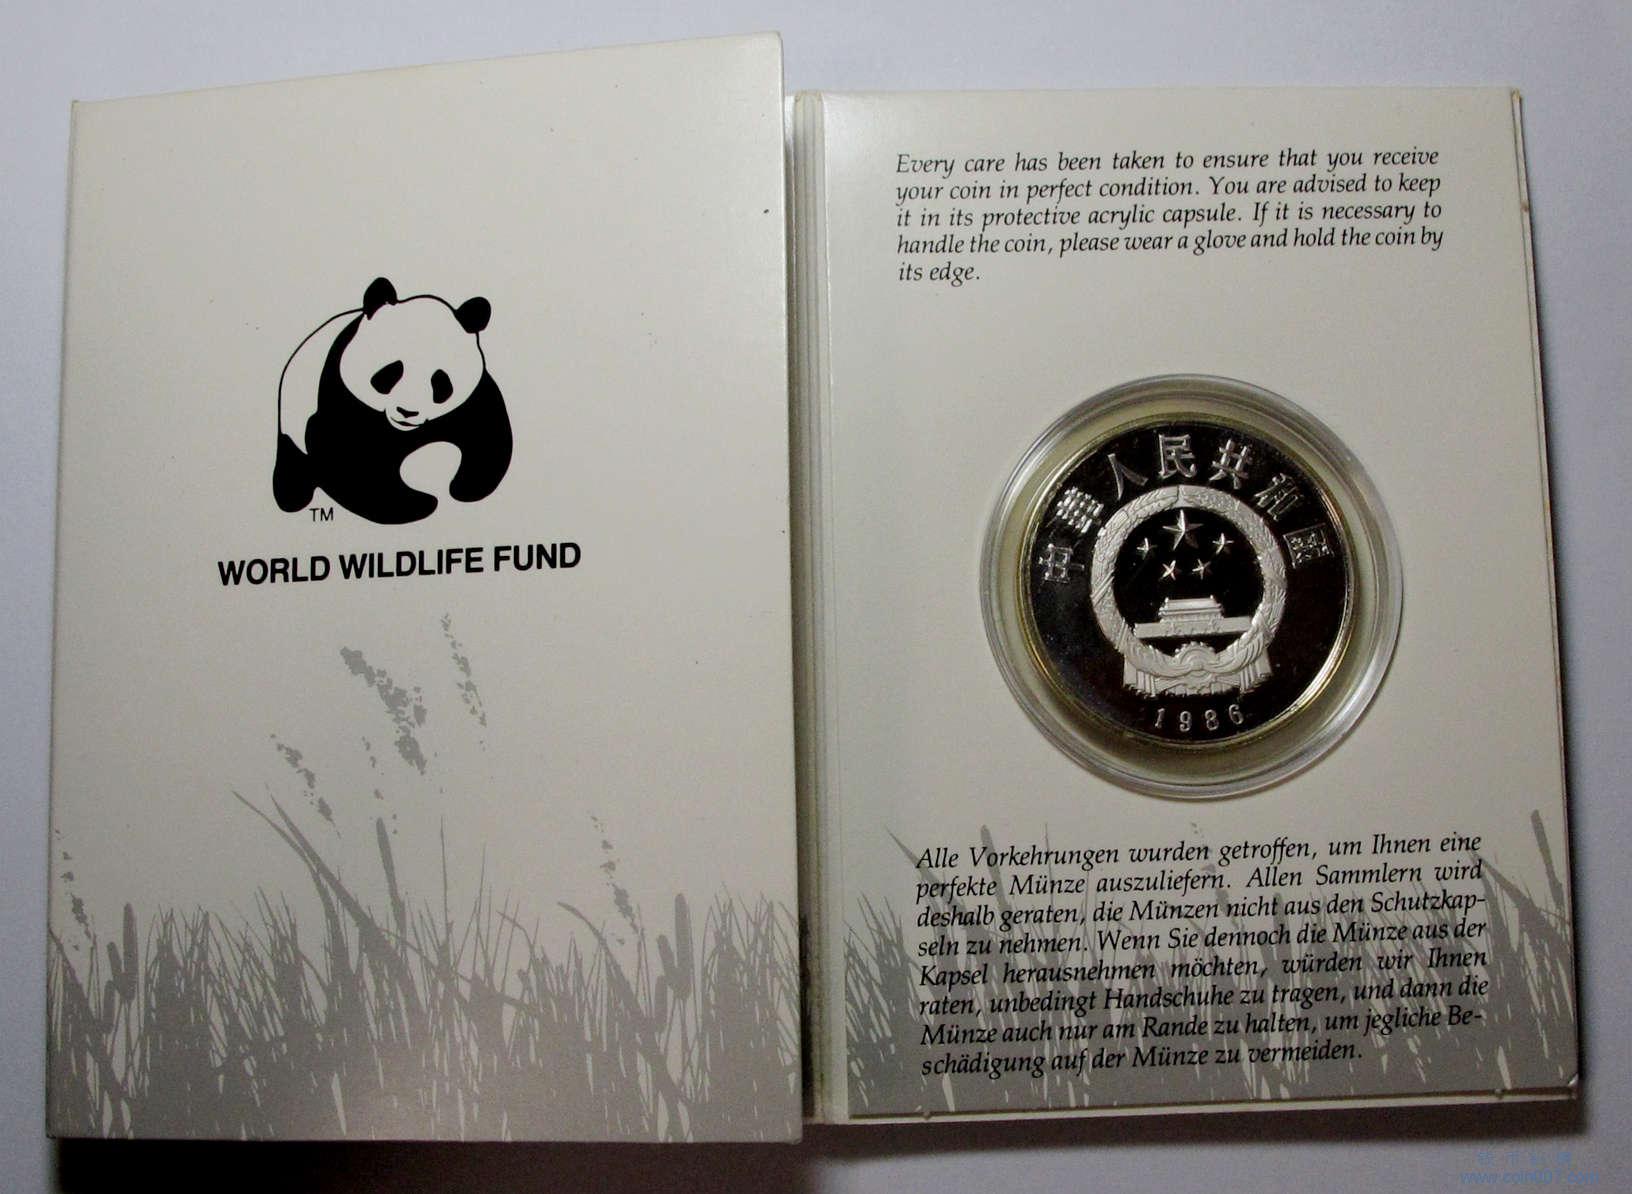 TM
WORLD WILDLIFE FUND
Every care has been taken to ensure that you receive
your coin in perfect condition. You are advised to keep
it in its protective acrylic capsule. If it is necessary to
handle the coin, please wear a glove and hold the coin by
its edge.
中華人民共和国
1986
Alle Vorkehrungen wurden getroffen, um Ihnen eine
perfekte Münze auszuliefern. Allen Sammlern wird
deshalb geraten, die Münzen nicht aus den Schutzkap-
seln zu nehmen. Wenn Sie dennoch die Münze aus der
Kapsel herausnehmen möchten, würden wir Ihnen
raten, unbedingt Handschuhe zu tragen, und dann die
Münze auch nur am Rande zu halten, um jegliche Be-
schädigung auf der Münze zu vermeiden.
www.coin007.com